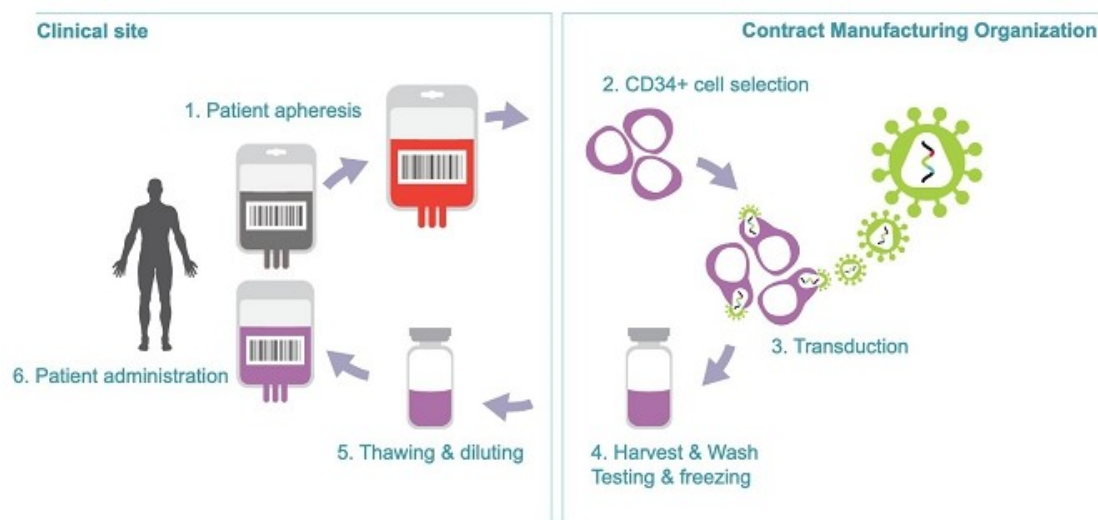 Clinical site
Contract Manufacturing Organization
1. Patient apheresis
2. CD34+ cell selection
3. Transduction
4. Harvest & Wash
Testing & freezing
5. Thawing & diluting
6. Patient administration